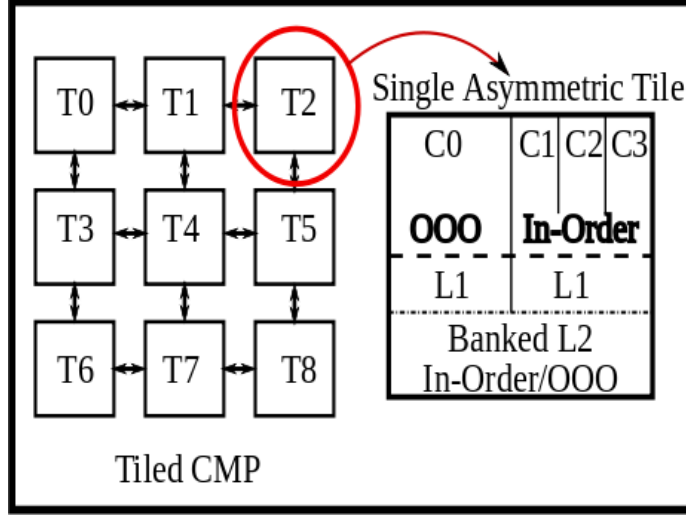 T0 T1 T2
T3 T4 T5
T6 T7 T8
Tiled CMP
Single Asymmetric Tile
C0 C1 C2 C3
OOO In-Order
L1 L1
Banked L2
In-Order/OOO